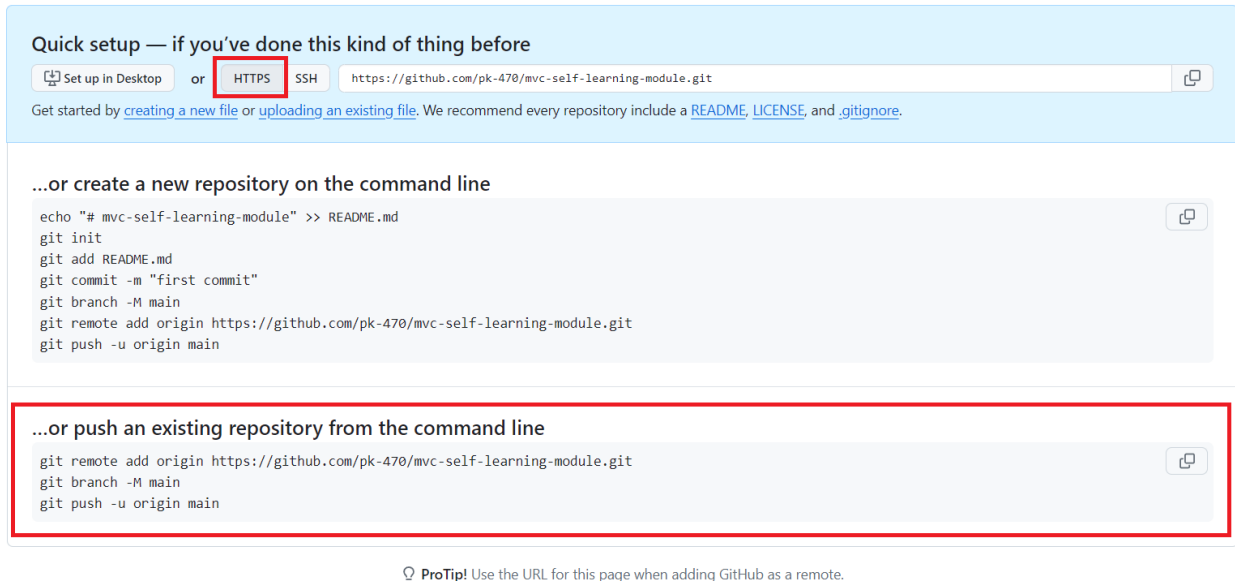 Quick setup — if you've done this kind of thing before
Set up in Desktop or HTTPS SSH https://github.com/pk-470/mvc-self-learning-module.git
Get started by creating a new file or uploading an existing file. We recommend every repository include a README, LICENSE, and .gitignore.
...or create a new repository on the command line
echo "# mvc-self-learning-module" >> README.md
git init
git add README.md
git commit -m "first commit"
git branch -M main
git remote add origin https://github.com/pk-470/mvc-self-learning-module.git
git push -u origin main
...or push an existing repository from the command line
git remote add origin https://github.com/pk-470/mvc-self-learning-module.git
git branch -M main
git push -u origin main
ProTip! Use the URL for this page when adding GitHub as a remote.